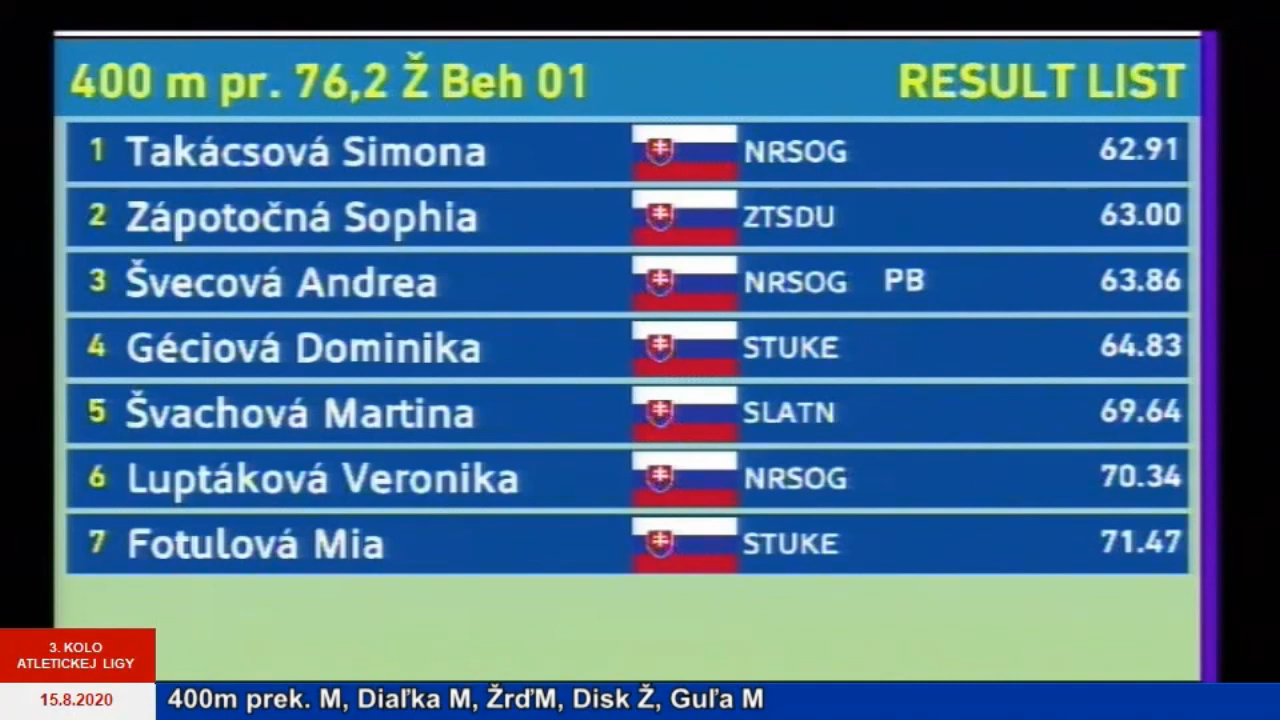 400 m pr. 76,2 Ž Beh 01 RESULT LIST
1 Takácsová Simona NRSOG 62.91
2 Zápotočná Sophia ZTSDU 63.00
3 Švecová Andrea NRSOG PB 63.86
4 Géciová Dominika STUKE 64.83
5 Švachová Martina SLATN 69.64
6 Luptáková Veronika NRSOG 70.34
7 Fotulová Mia STUKE 71.47
3. KOLO
ATLETICKEJ LIGY
15.8.2020 400m prek. M, Diaľka M, ŽrďM, Disk Ž, Guľa M